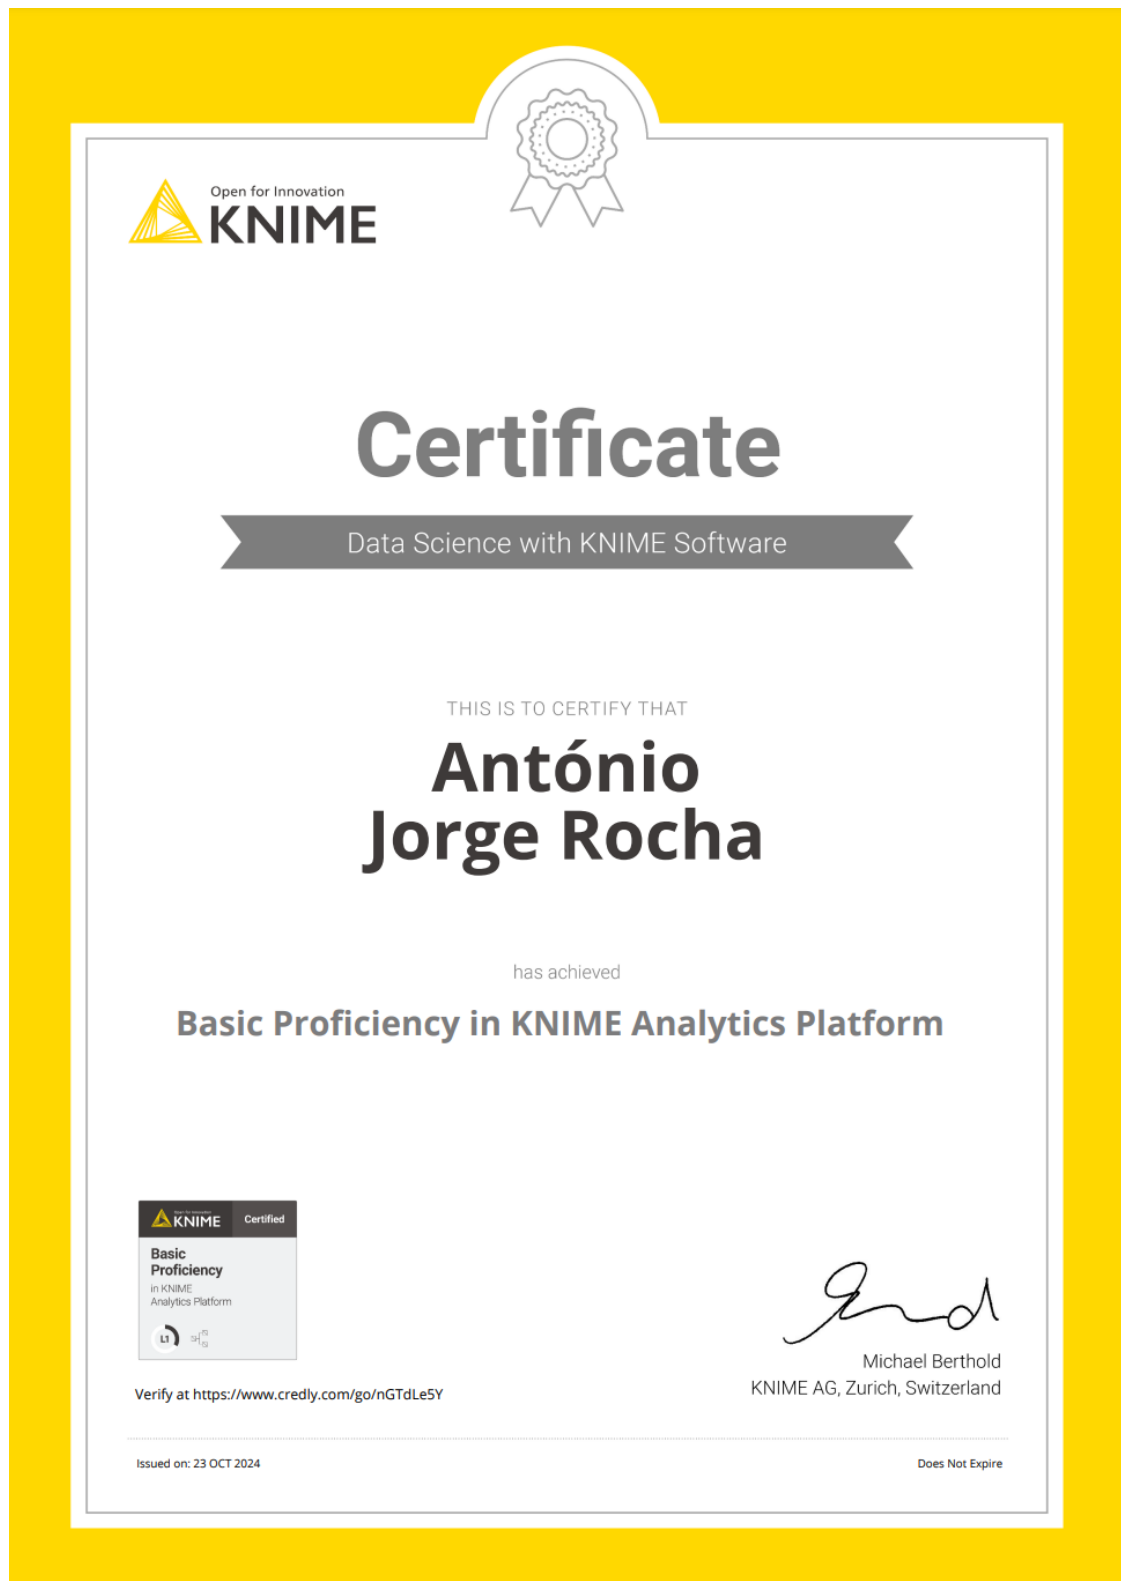 Open for Innovation
KNIME
Certificate
Data Science with KNIME Software
THIS IS TO CERTIFY THAT
António
Jorge Rocha
has achieved
Basic Proficiency in KNIME Analytics Platform
Open for Innovation
KNIME
Certified
Basic
Proficiency
in KNIME
Analytics Platform
L1
Verify at https://www.credly.com/go/nGTdLe5Y
Michael Berthold
KNIME AG, Zurich, Switzerland
Issued on: 23 OCT 2024
Does Not Expire